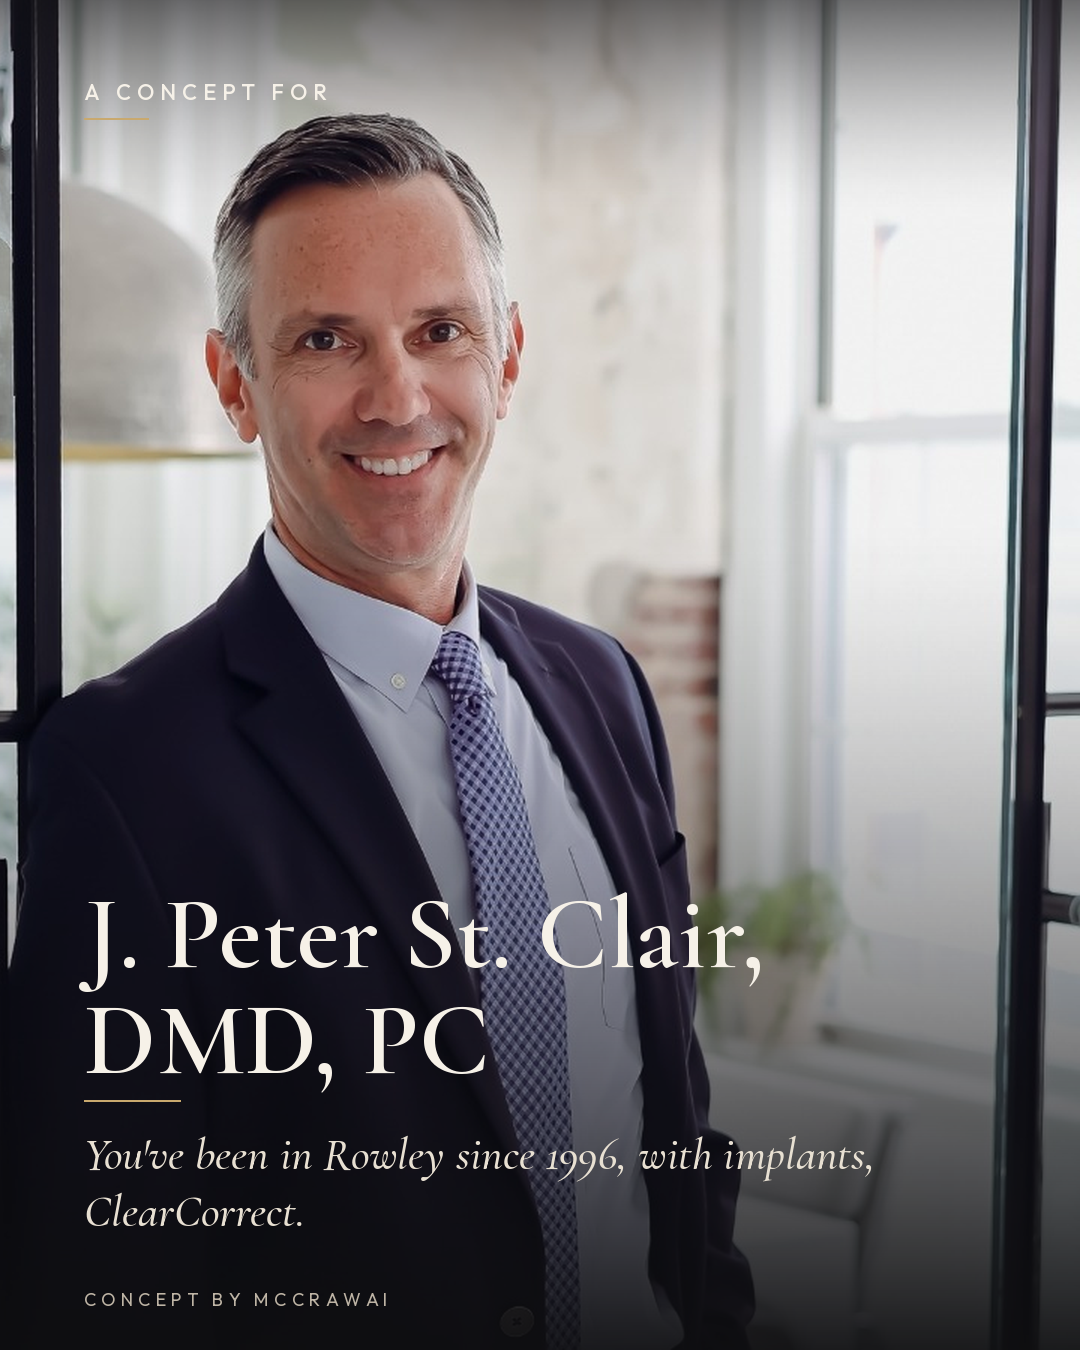 A CONCEPT FOR
J. Peter St. Clair,
DMD, PC
You've been in Rowley since 1996, with implants,
ClearCorrect.
CONCEPT BY MCCRAWAI